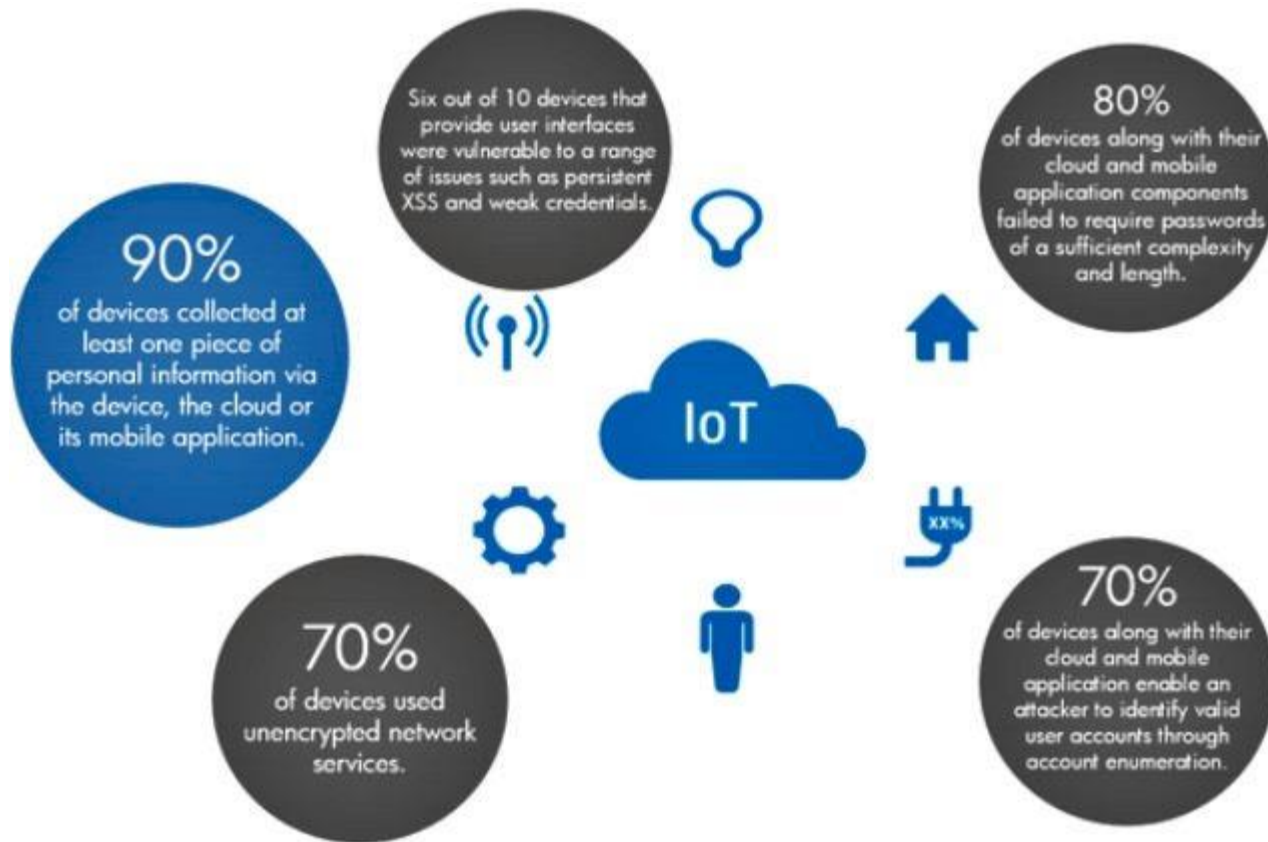 Six out of 10 devices that
provide user interfaces
were vulnerable to a range
of issues such as persistent
XSS and weak credentials.
80%
of devices along with their
cloud and mobile
application components
failed to require passwords
of a sufficient complexity
and length.
90%
of devices collected at
least one piece of
personal information via
the device, the cloud or
its mobile application.
IoT
XX%
70%
of devices used
unencrypted network
services.
70%
of devices along with their
cloud and mobile
application enable an
attacker to identify valid
user accounts through
account enumeration.